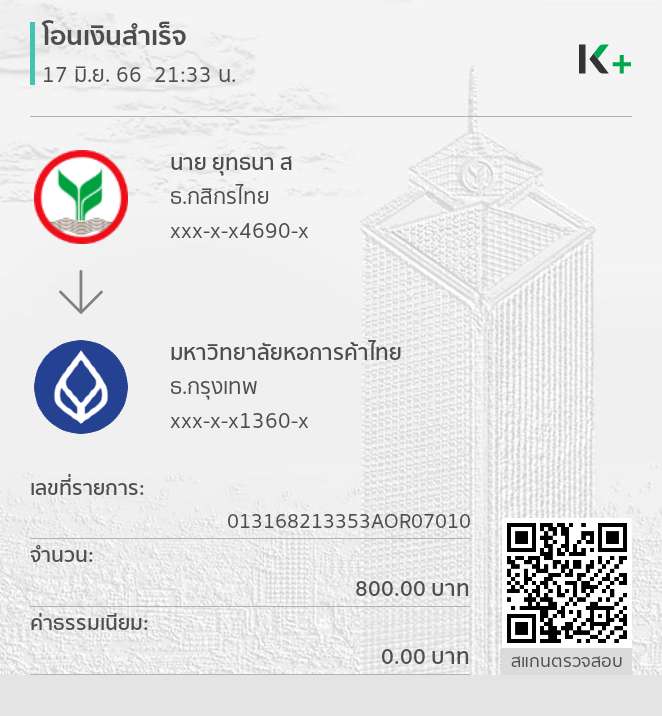 โอนเงินสำเร็จ
17 มิ.ย. 66 21:33 น.
K+
นาย ยุทธนา ส
ธ.กสิกรไทย
xxx-x-x4690-x
มหาวิทยาลัยหอการค้าไทย
ธ.กรุงเทพ
xxx-x-x1360-x
เลขที่รายการ:
013168213353AOR07010
จำนวน:
800.00 บาท
ค่าธรรมเนียม:
0.00 บาท
สแกนตรวจสอบ